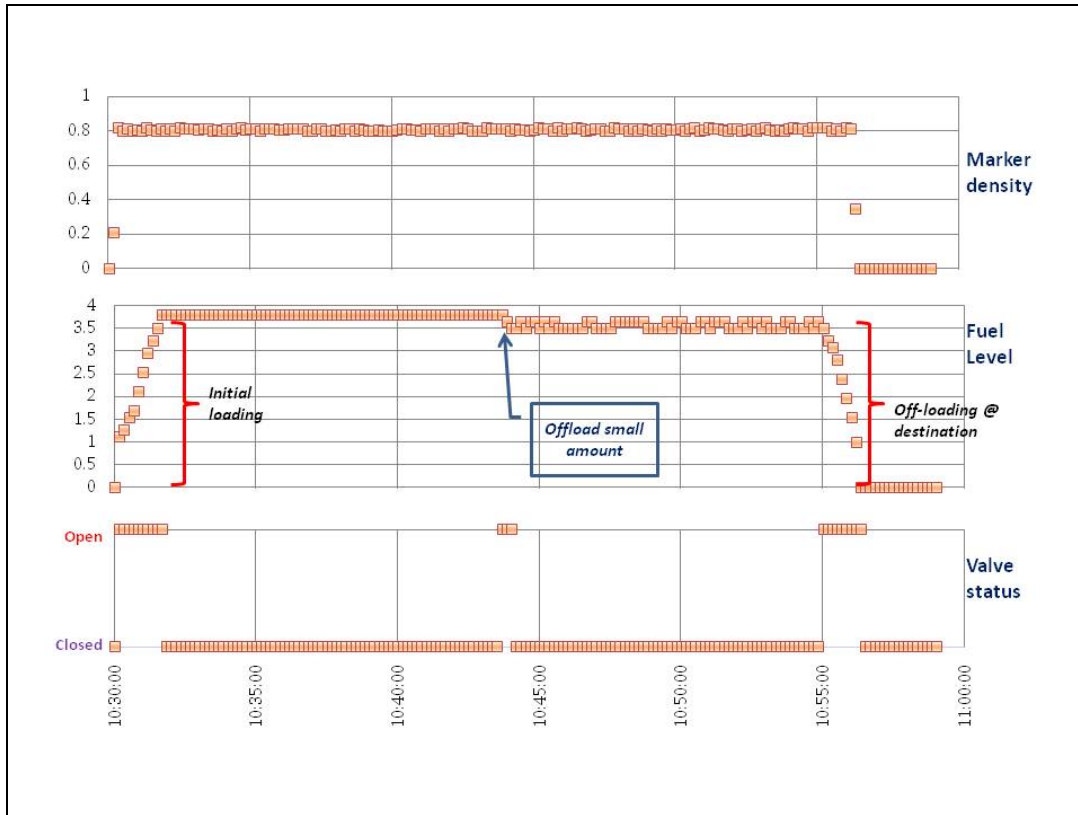 1
0.8
0.6
0.4
0.2
0
Marker
density
4
3.5
3
2.5
2
1.5
1
0.5
0
Fuel
Level
Initial
loading
Offload small
amount
Off-loading @
destination
Open
Closed
Valve
status
10:30:00
10:35:00
10:40:00
10:45:00
10:50:00
10:55:00
11:00:00